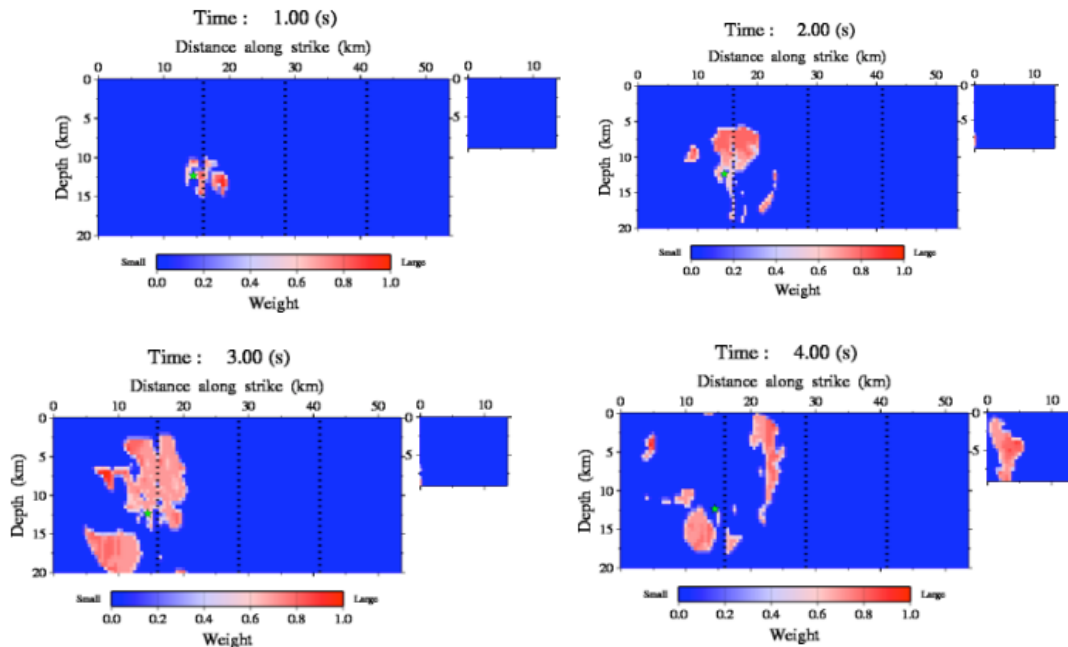 Time : 1.00 (s)
Distance along strike (km)
0 10 20 30 40 50 0 10
0 5 10 15 20
Depth (km)
0 -5
Small Large
0.0 0.2 0.4 0.6 0.8 1.0
Weight
Time : 2.00 (s)
Distance along strike (km)
0 10 20 30 40 50 0 10
0 5 10 15 20
Depth (km)
0 -5
Small Large
0.0 0.2 0.4 0.6 0.8 1.0
Weight
Time : 3.00 (s)
Distance along strike (km)
0 10 20 30 40 50 0 10
0 5 10 15 20
Depth (km)
0 -5
Small Large
0.0 0.2 0.4 0.6 0.8 1.0
Weight
Time : 4.00 (s)
Distance along strike (km)
0 10 20 30 40 50 0 10
0 5 10 15 20
Depth (km)
0 -5
Small Large
0.0 0.2 0.4 0.6 0.8 1.0
Weight